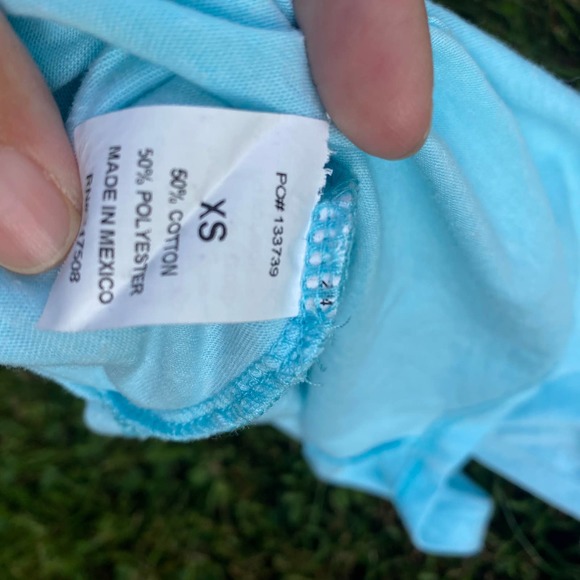 PO# 133739
XS
50% COTTON
50% POLYESTER
MADE IN MEXICO